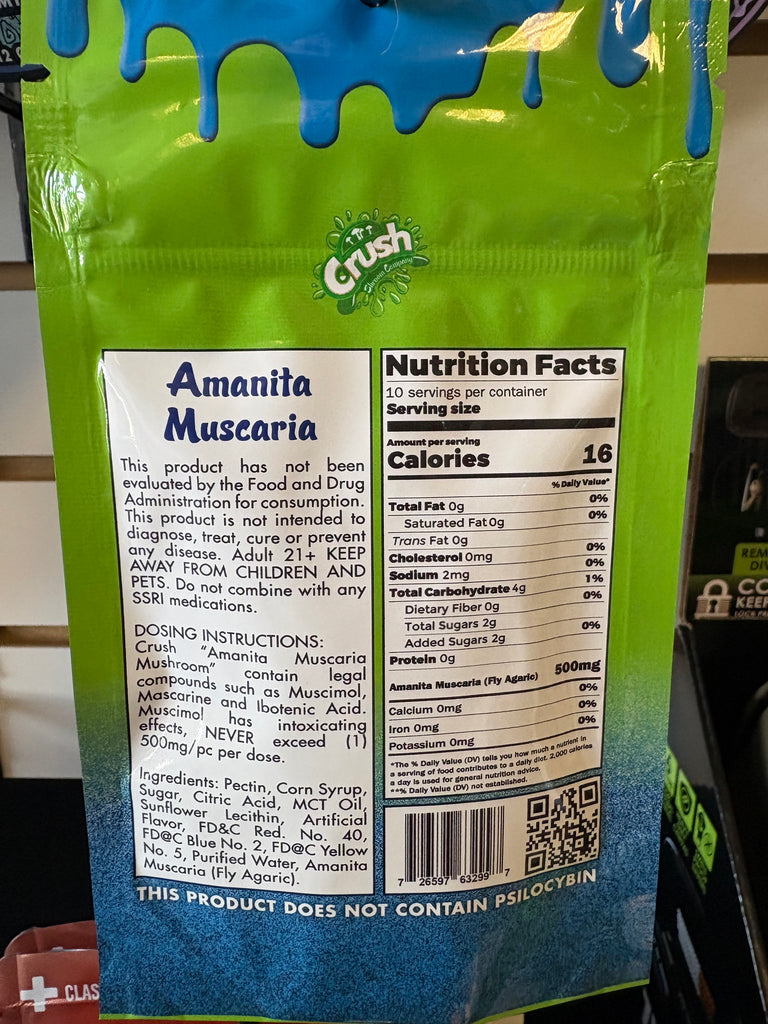 Crush
Amanita
Muscaria
This product has not been
evaluated by the Food and Drug
Administration for consumption.
This product is not intended to
diagnose, treat, cure or prevent
any disease. Adult 21+ KEEP
AWAY FROM CHILDREN AND
PETS. Do not combine with any
SSRI medications.
DOSING INSTRUCTIONS:
Crush "Amanita Muscaria
Mushroom" contain legal
compounds such as Muscimol,
Mascarine and Ibotenic Acid.
Muscimol has intoxicating
effects, NEVER exceed (1)
500mg/pc per dose.
Ingredients: Pectin, Corn Syrup,
Sugar, Citric Acid, MCT Oil,
Sunflower Lecithin, Artificial
Flavor, FD&C Red. No. 40,
FD@C Blue No. 2, FD@C Yellow
No. 5, Purified Water, Amanita
Muscaria (Fly Agaric).
Nutrition Facts
10 servings per container
Serving size
Amount per serving
Calories 16
% Daily Value*
Total Fat 0g 0%
Saturated Fat 0g 0%
Trans Fat 0g
Cholesterol 0mg 0%
Sodium 2mg 0%
Total Carbohydrate 4g 1%
Dietary Fiber 0g 0%
Total Sugars 2g
Added Sugars 2g 0%
Protein 0g
Amanita Muscaria (Fly Agaric) 500mg
Calcium 0mg 0%
Iron 0mg 0%
Potassium 0mg 0%
*The % Daily Value (DV) tells you how much a nutrient in
a serving of food contributes to a daily diet. 2,000 calories
a day is used for general nutrition advice.
**% Daily Value (DV) not established.
7 26597 63299 7
THIS PRODUCT DOES NOT CONTAIN PSILOCYBIN
CLAS